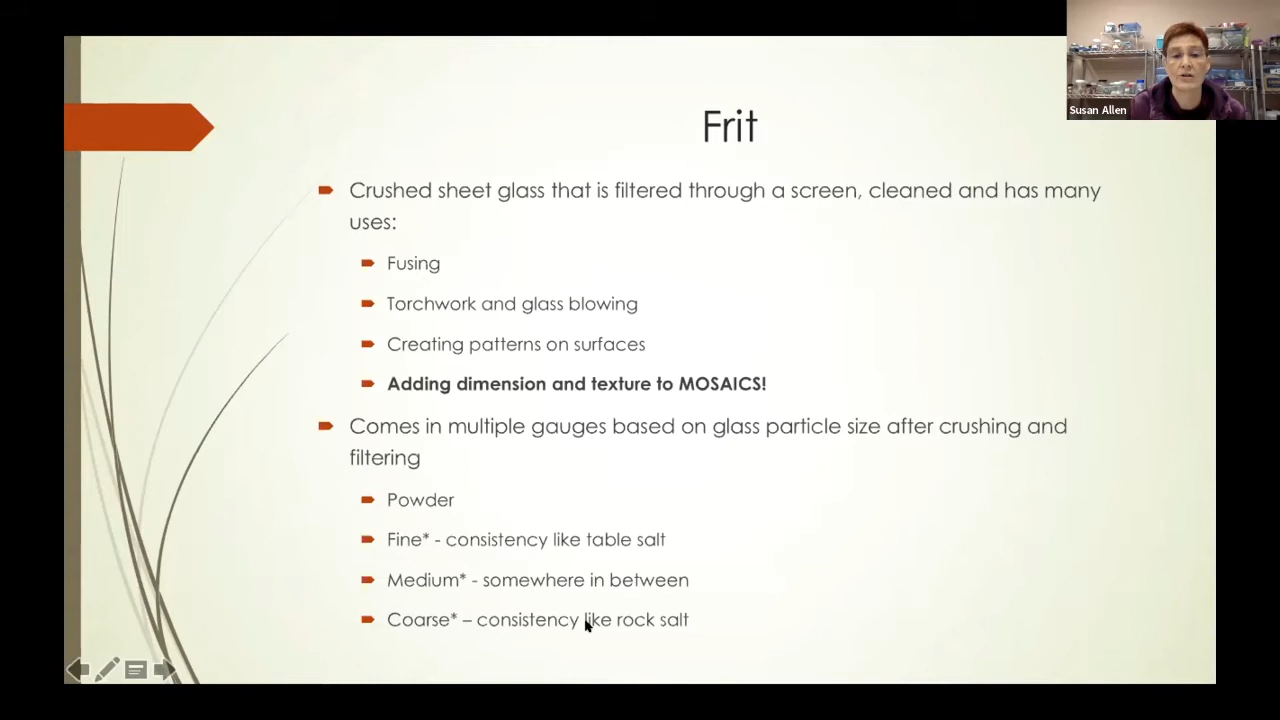 Susan Allen
Frit
Crushed sheet glass that is filtered through a screen, cleaned and has many
uses:
Fusing
Torchwork and glass blowing
Creating patterns on surfaces
Adding dimension and texture to MOSAICS!
Comes in multiple gauges based on glass particle size after crushing and
filtering
Powder
Fine* - consistency like table salt
Medium* - somewhere in between
Coarse* – consistency like rock salt